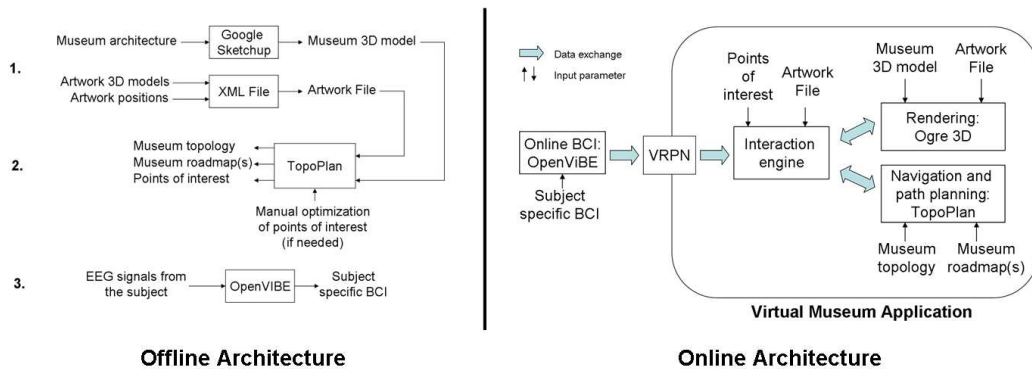 1.
Museum architecture
Google
Sketchup
Museum 3D model
Artwork 3D models
Artwork positions
XML File
Artwork File
2.
Museum topology
Museum roadmap(s)
Points of interest
TopoPlan
Manual optimization
of points of interest
(if needed)
3.
EEG signals from
the subject
OpenVIBE
Subject
specific BCI
Offline Architecture
Data exchange
Input parameter
Online BCI:
OpenViBE
Subject
specific BCI
VRPN
Points
of
interest
Artwork
File
Interaction
engine
Museum
3D model
Artwork
File
Rendering:
Ogre 3D
Navigation and
path planning:
TopoPlan
Museum
topology
Museum
roadmap(s)
Virtual Museum Application
Online Architecture